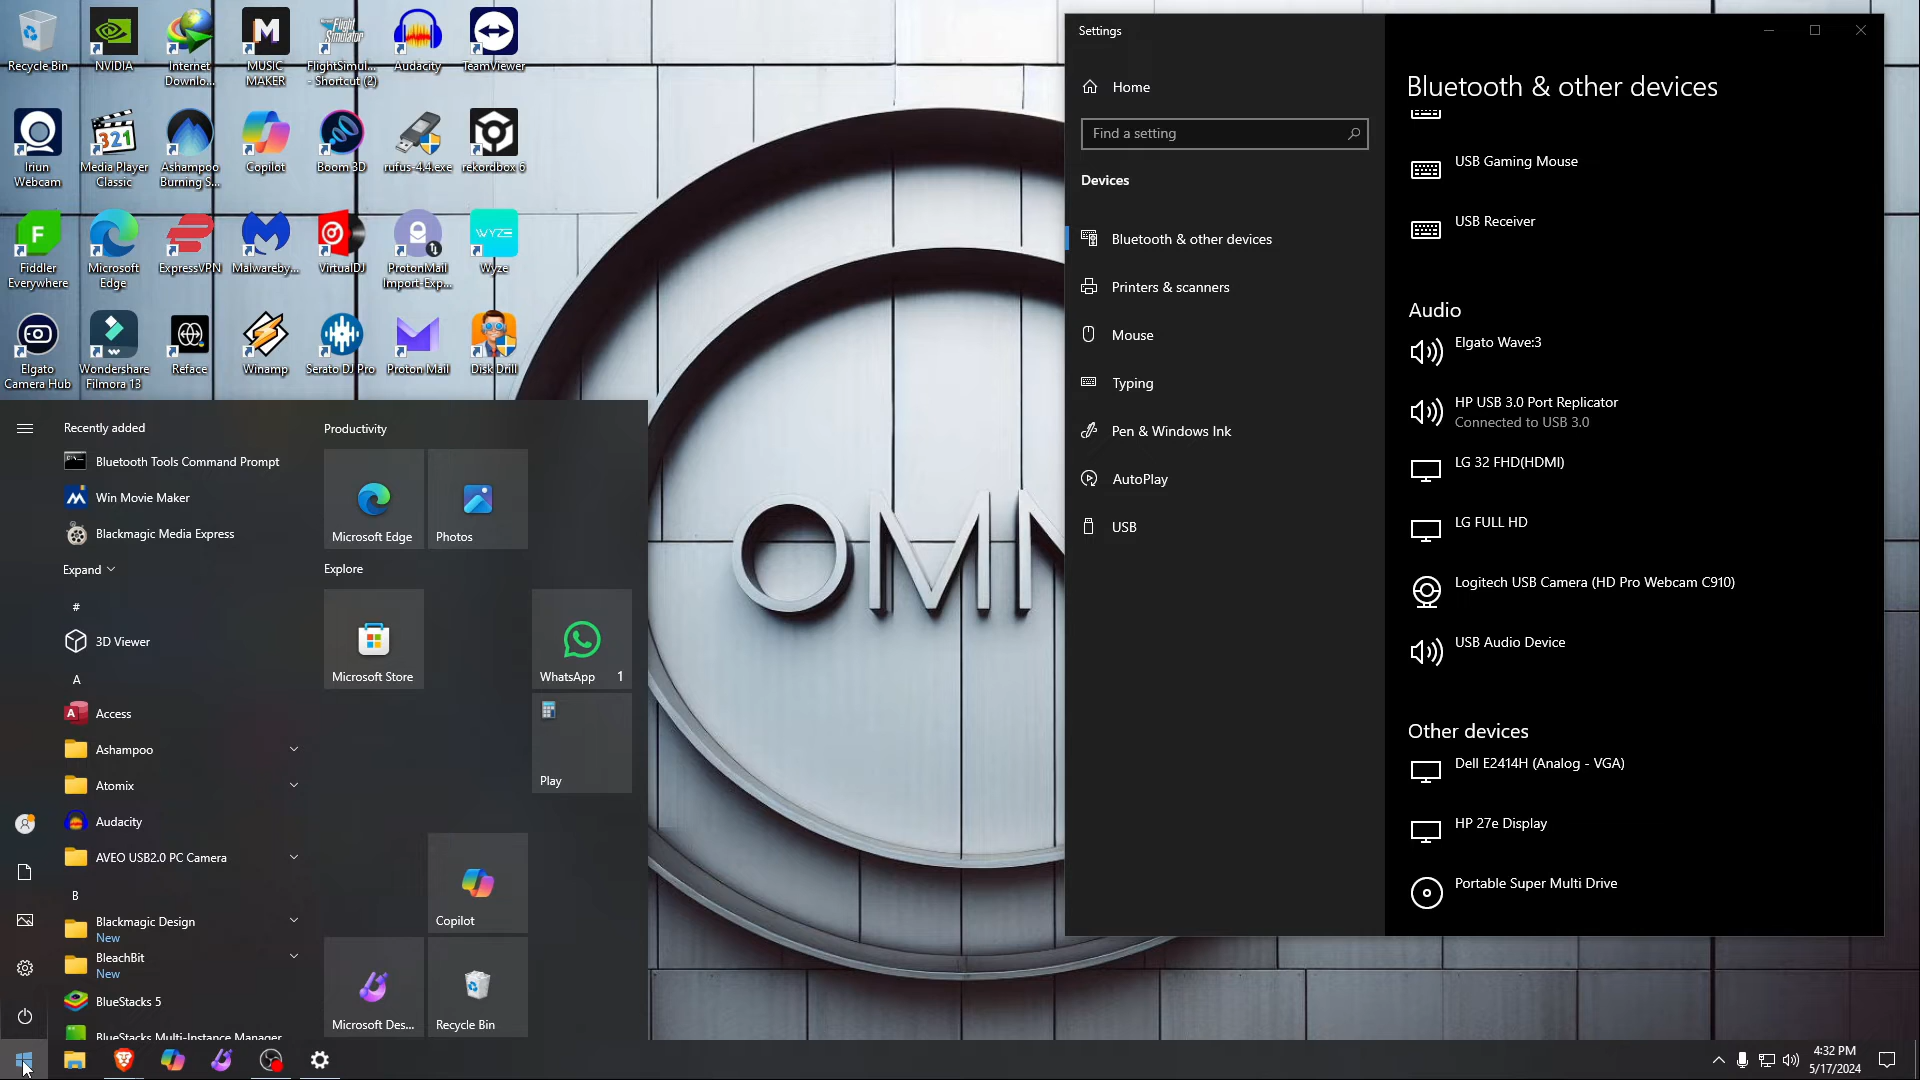 Recycle Bin
NVIDIA
Internet
Downlo...
MUSIC
MAKER
FlightSimul...
- Shortcut (2)
Audacity
TeamViewer
Iriun
Webcam
Media Player
Classic
Ashampoo
Burning S...
Copilot
Boom 3D
rufus-4.4.exe
rekordbox 6
Fiddler
Everywhere
Microsoft
Edge
ExpressVPN
Malwareby...
VirtualDJ
ProtonMail
Import-Exp...
Wyze
Elgato
Camera Hub
Wondershare
Filmora 13
Reface
Winamp
Serato DJ Pro
Proton Mail
Disk Drill
Recently added
Bluetooth Tools Command Prompt
Win Movie Maker
Blackmagic Media Express
Expand
#
3D Viewer
A
Access
Ashampoo
Atomix
Audacity
AVEO USB2.0 PC Camera
B
Blackmagic Design
New
BleachBit
New
BlueStacks 5
BlueStacks Multi-Instance Manager
Productivity
Microsoft Edge
Photos
Explore
Microsoft Store
WhatsApp 1
Play
Copilot
Microsoft Des...
Recycle Bin
OMN
Settings
Home
Find a setting
Devices
Bluetooth & other devices
Printers & scanners
Mouse
Typing
Pen & Windows Ink
AutoPlay
USB
Bluetooth & other devices
USB Gaming Mouse
USB Receiver
Audio
Elgato Wave:3
HP USB 3.0 Port Replicator
Connected to USB 3.0
LG 32 FHD(HDMI)
LG FULL HD
Logitech USB Camera (HD Pro Webcam C910)
USB Audio Device
Other devices
Dell E2414H (Analog - VGA)
HP 27e Display
Portable Super Multi Drive
4:32 PM
5/17/2024